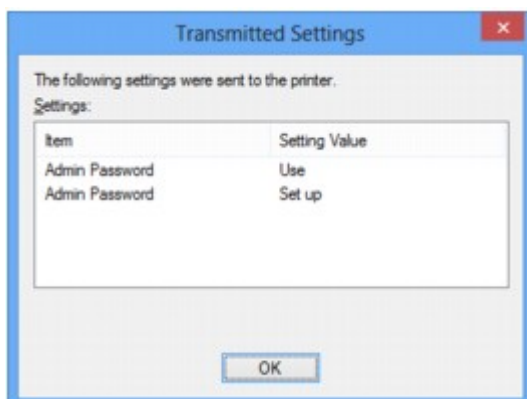 Transmitted Settings
The following settings were sent to the printer.
Settings:
Item Setting Value
Admin Password Use
Admin Password Set up
OK